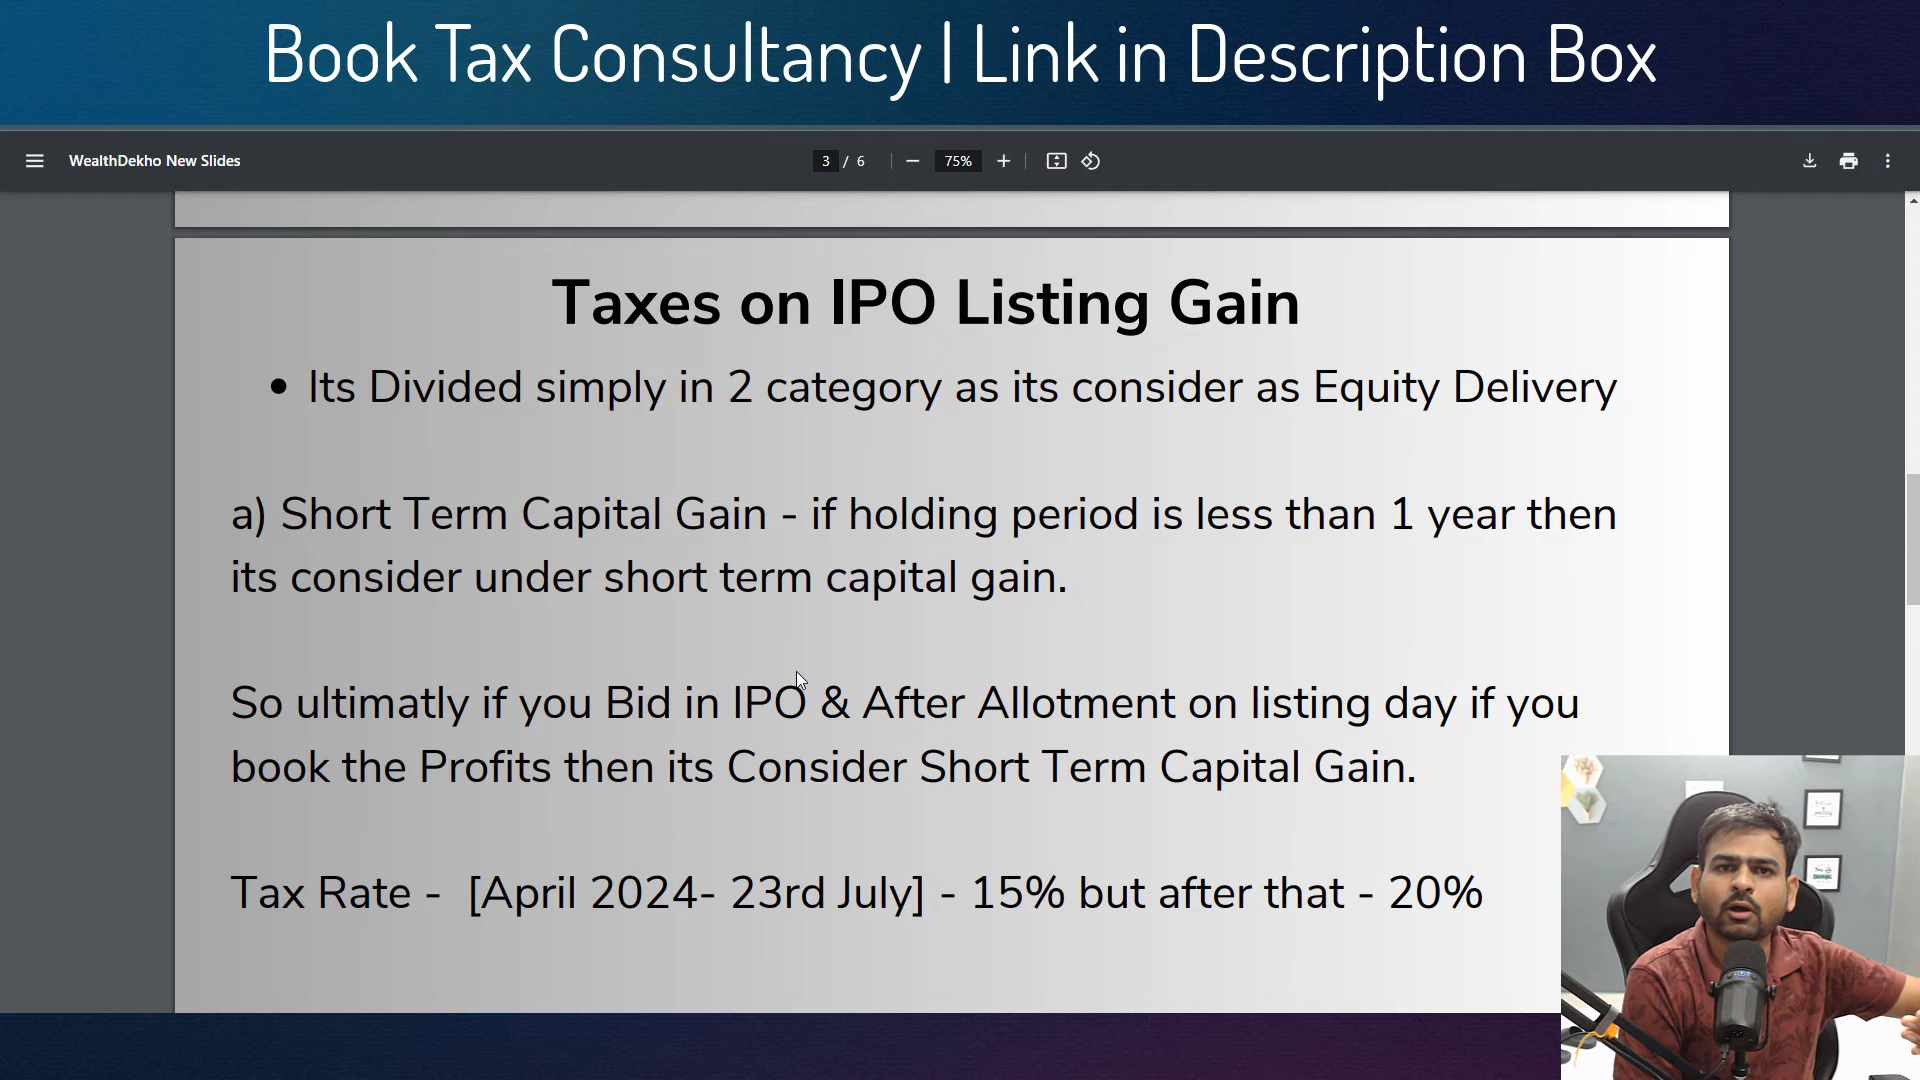 Book Tax Consultancy | Link in Description Box
WealthDekho New Slides
3 / 6
75%
Taxes on IPO Listing Gain
• Its Divided simply in 2 category as its consider as Equity Delivery
a) Short Term Capital Gain - if holding period is less than 1 year then
its consider under short term capital gain.
So ultimatly if you Bid in IPO & After Allotment on listing day if you
book the Profits then its Consider Short Term Capital Gain.
Tax Rate - [April 2024- 23rd July] - 15% but after that - 20%